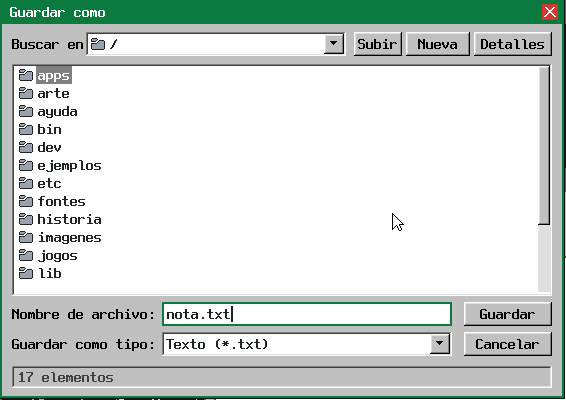 Guardar como
Buscar en / Subir Nueva Detalles
apps
arte
ayuda
bin
dev
ejemplos
etc
fontes
historia
imagenes
jogos
lib
Nombre de archivo: nota.txt Guardar
Guardar como tipo: Texto (*.txt) Cancelar
17 elementos